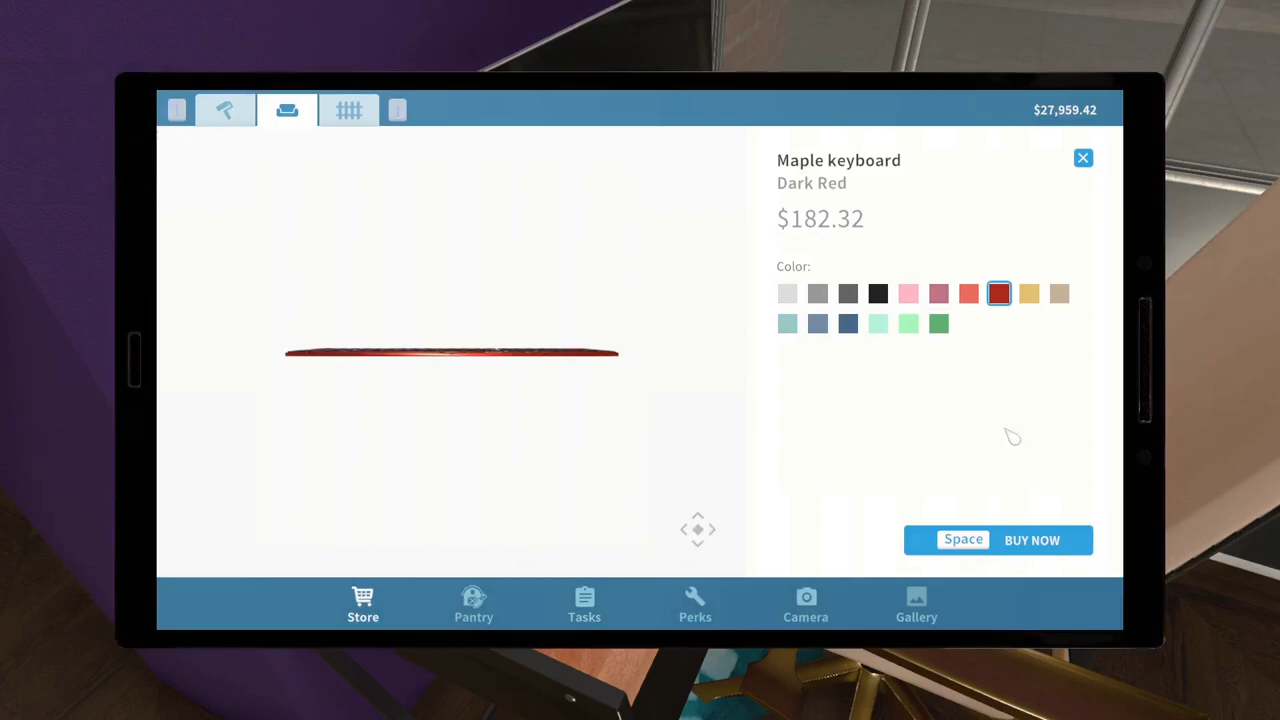 $27,959.42
Maple keyboard
Dark Red
$182.32
Color:
Space BUY NOW
Store Pantry Tasks Perks Camera Gallery